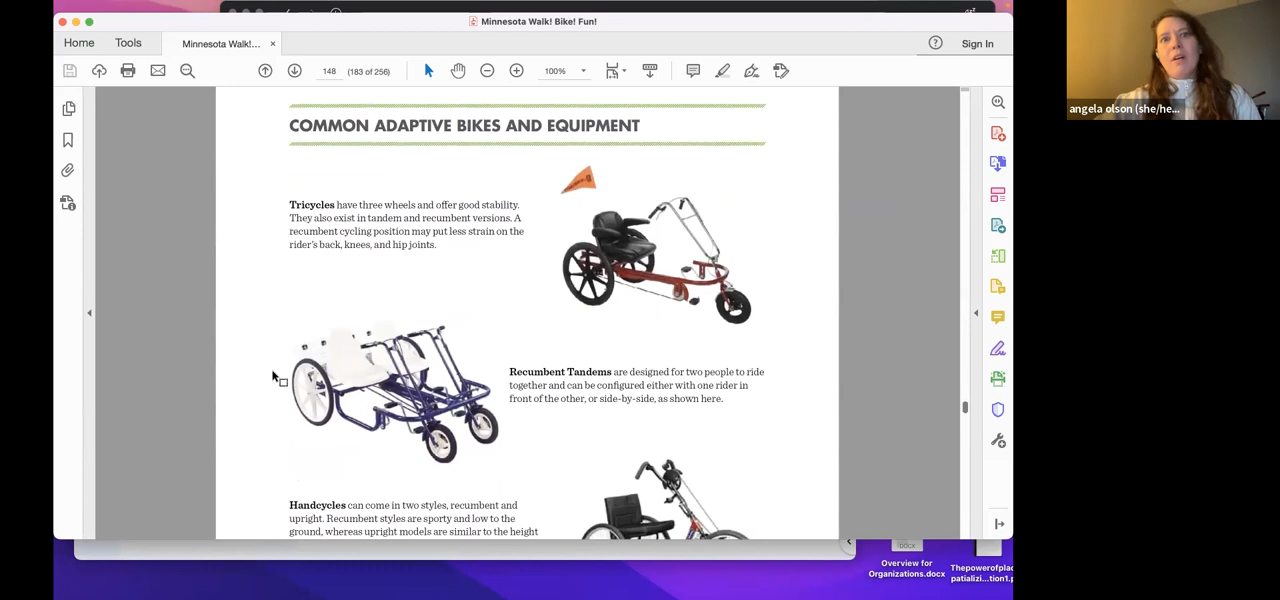 Minnesota Walk! Bike! Fun!
Home
Tools
Minnesota Walk!...
Sign In
148
(183 of 256)
100%
angela olson (she/he...
COMMON ADAPTIVE BIKES AND EQUIPMENT
Tricycles have three wheels and offer good stability.
They also exist in tandem and recumbent versions. A
recumbent cycling position may put less strain on the
rider's back, knees, and hip joints.
Recumbent Tandems are designed for two people to ride
together and can be configured either with one rider in
front of the other, or side-by-side, as shown here.
Handcycles can come in two styles, recumbent and
upright. Recumbent styles are sporty and low to the
ground, whereas upright models are similar to the height
DOCX
Overview for
Organizations.docx
Thepowerofplac
patializi...tion1.p